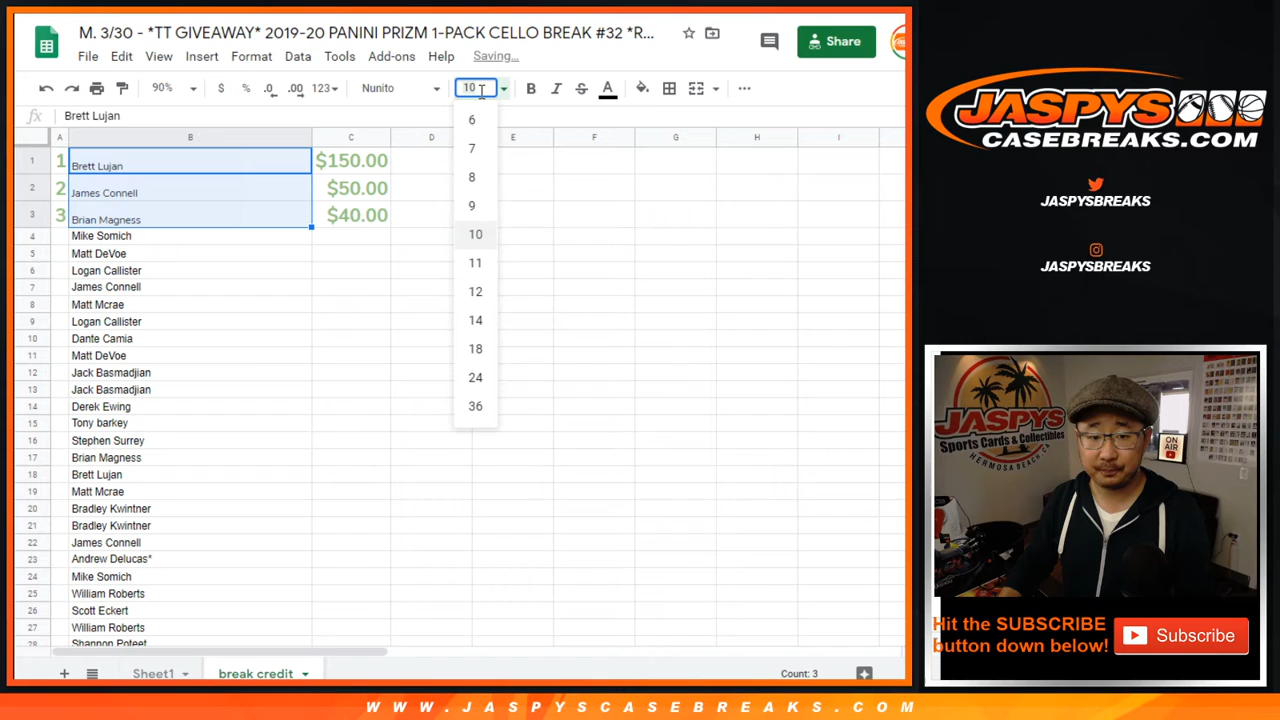 M. 3/30 - *TT GIVEAWAY* 2019-20 PANINI PRIZM 1-PACK CELLO BREAK #32 *R...
Share
File Edit View Insert Format Data Tools Add-ons Help Saving...
90% $ % .0 .00 123 Nunito 10 B I S A
fx Brett Lujan
A B C D E F G H I
1 1 Brett Lujan $150.00
2 2 James Connell $50.00
3 3 Brian Magness $40.00
4 Mike Somich
5 Matt DeVoe
6 Logan Callister
7 James Connell
8 Matt Mcrae
9 Logan Callister
10 Dante Camia
11 Matt DeVoe
12 Jack Basmadjian
13 Jack Basmadjian
14 Derek Ewing
15 Tony barkey
16 Stephen Surrey
17 Brian Magness
18 Brett Lujan
19 Matt Mcrae
20 Bradley Kwintner
21 Bradley Kwintner
22 James Connell
23 Andrew Delucas*
24 Mike Somich
25 William Roberts
26 Scott Eckert
27 William Roberts
28 Shannon Poteet
6
7
8
9
10
11
12
14
18
24
36
Sheet1 break credit Count: 3
JASPYS
CASEBREAKS.COM
JASPYSBREAKS
JASPYSBREAKS
JASPYS
Sports Cards & Collectibles
HERMOSA BEACH, CA
ON AIR
Hit the SUBSCRIBE
button down below!
Subscribe
WWW.JASPYSCASEBREAKS.COM